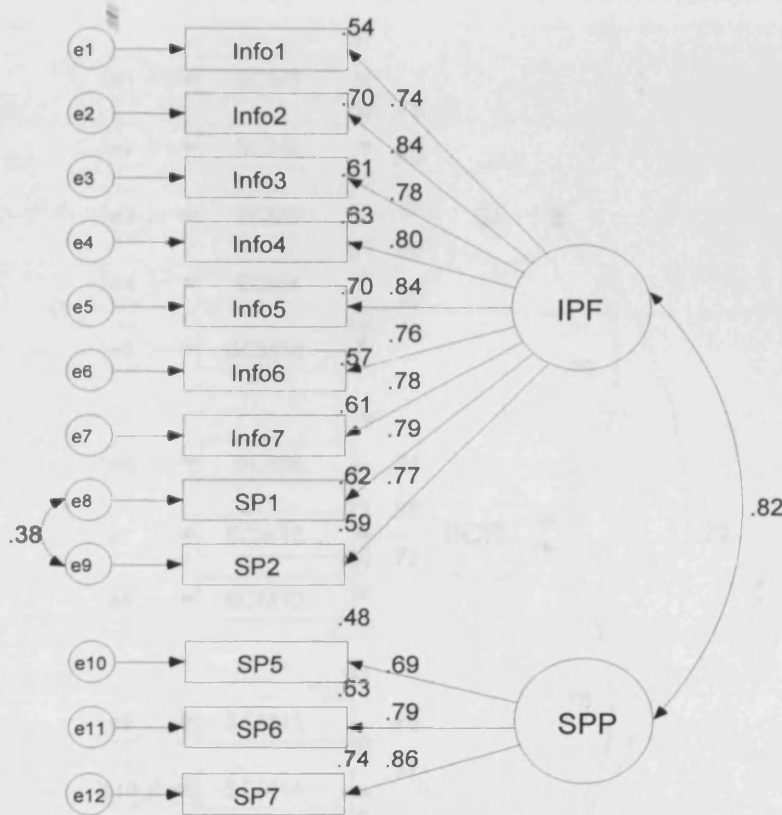 .54
e1 Info1
.70 .74
e2 Info2
.84
.61
e3 Info3
.78
.63
e4 Info4
.80
.70 .84
e5 Info5
IPF
.76
.57
e6 Info6
.78
.61
e7 Info7
.79
.62 .77
e8 SP1
.82
.59
.38
e9 SP2
.48
e10 SP5
.69
.63
.79
e11 SP6
SPP
.74 .86
e12 SP7